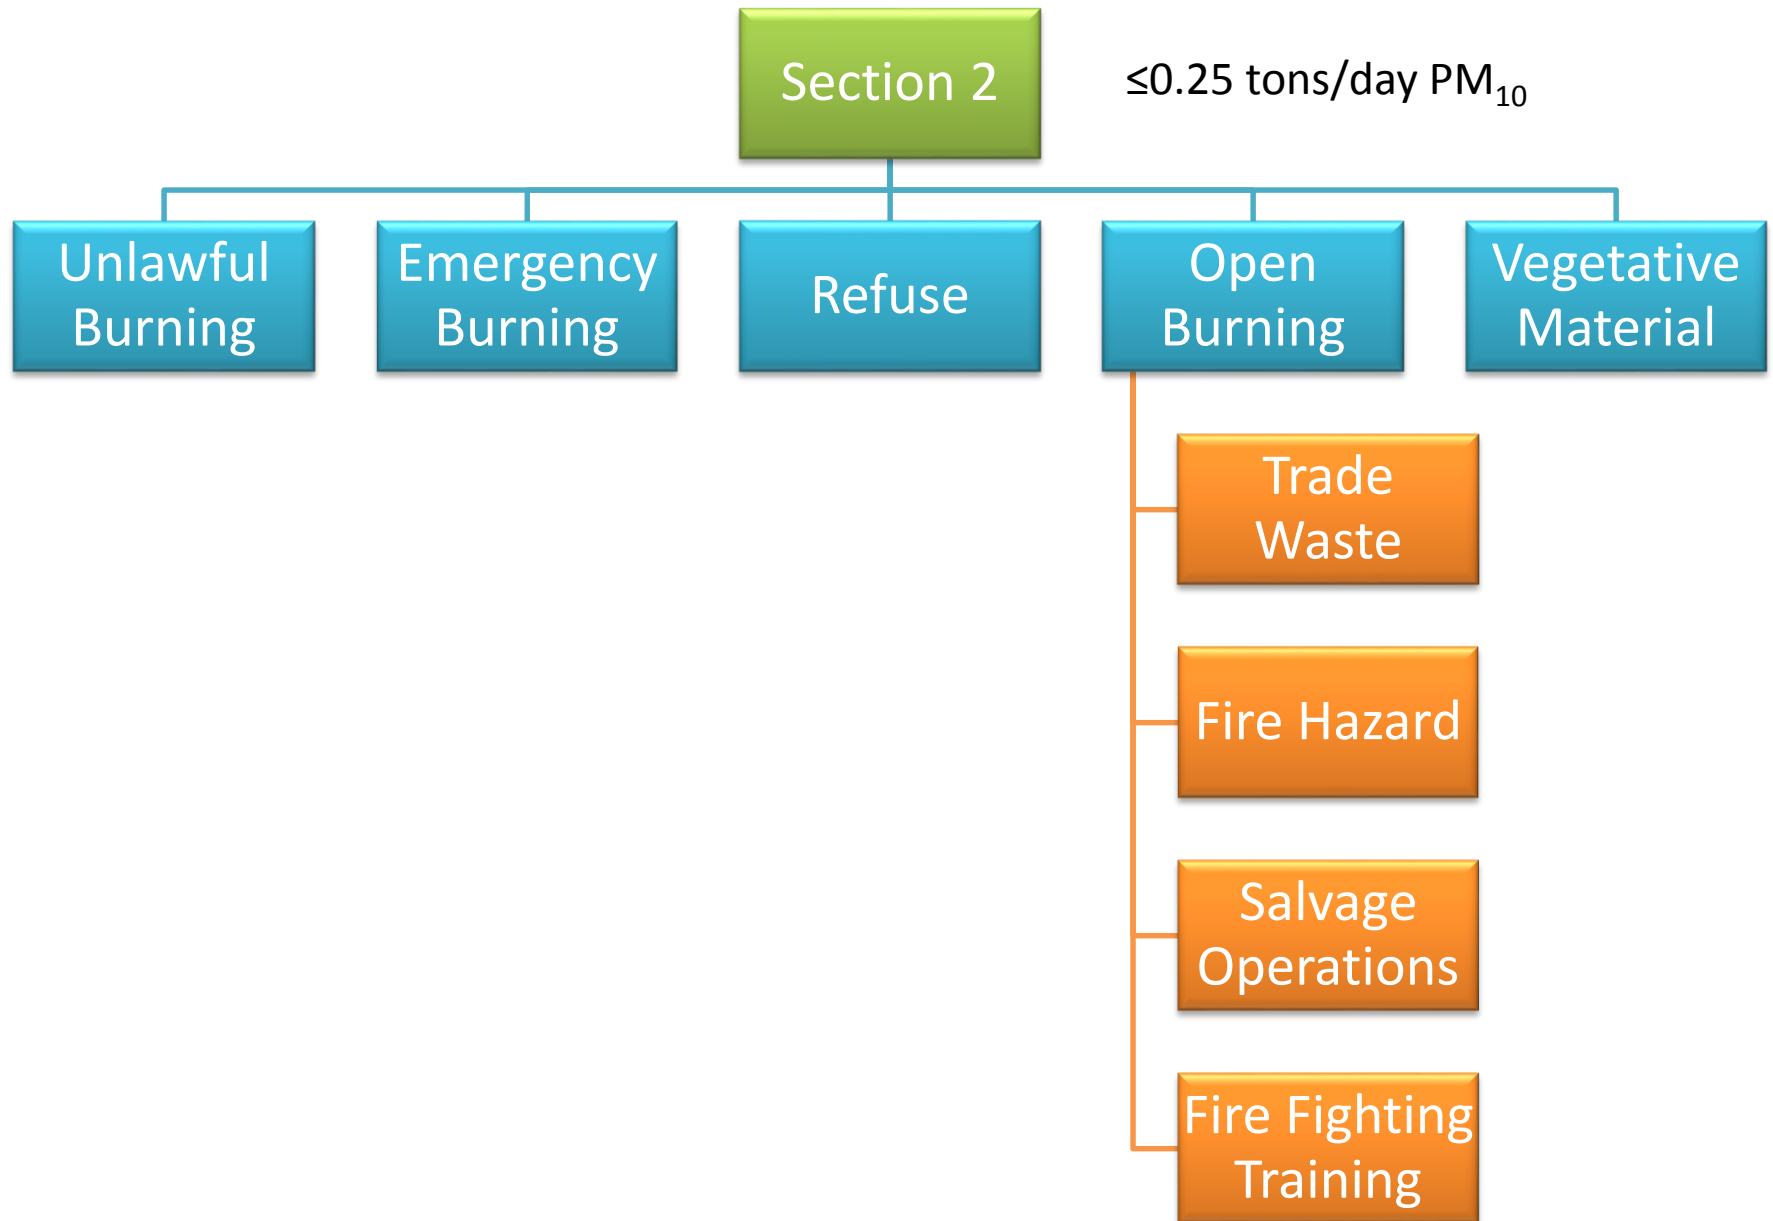 Section 2
≤0.25 tons/day PM₁₀
Unlawful
Burning
Emergency
Burning
Refuse
Open
Burning
Vegetative
Material
Trade
Waste
Fire Hazard
Salvage
Operations
Fire Fighting
Training